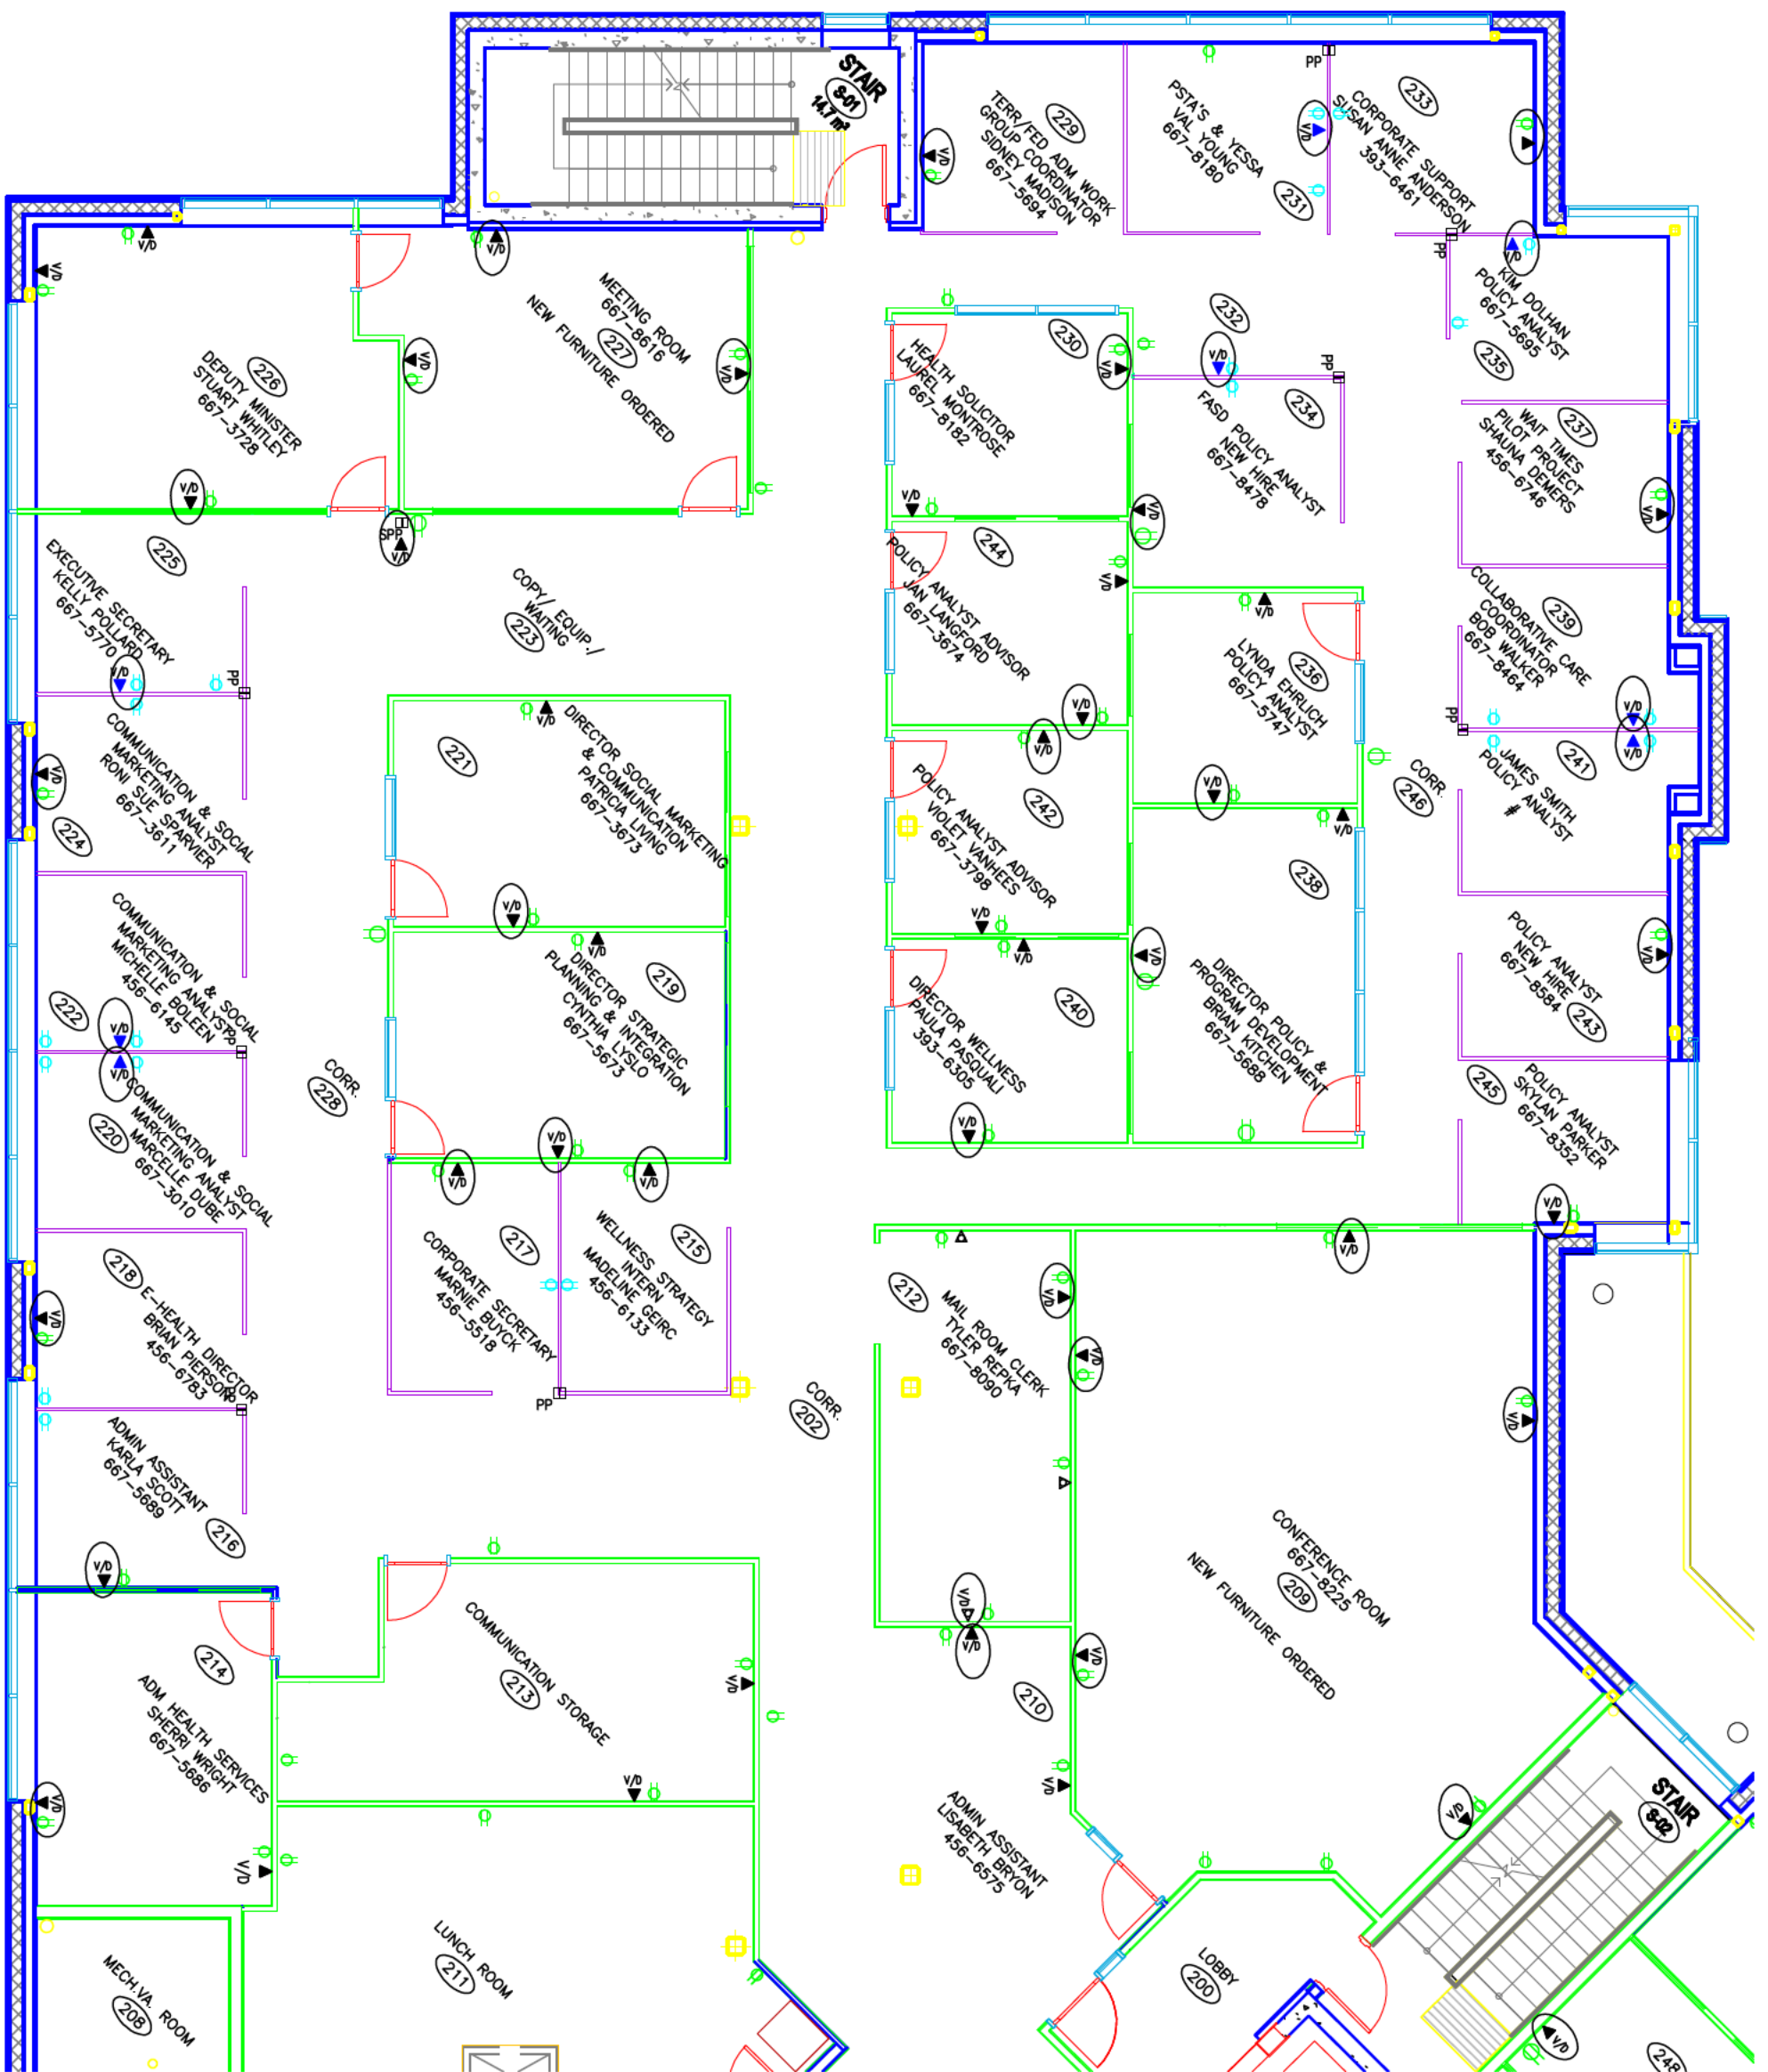 STAIR
S-01
14.7 m²
229
TERR/FED ADM WORK
GROUP COORDINATOR
SIDNEY MADISON
667-5694
PSTA'S & YESSA
VAL YOUNG
667-8180
231
PP
233
CORPORATE SUPPORT
SUSAN ANNE ANDERSON
393-6461
V/D
V/D
V/D
PP
V/D
KIM DOLHAN
POLICY ANALYST
667-5695
235
V/D
V/D
226
DEPUTY MINISTER
STUART WHITLEY
667-3728
V/D
V/D
V/D
MEETING ROOM
667-8616
227
NEW FURNITURE ORDERED
V/D
230
HEALTH SOLICITOR
LAUREL MONTROSE
667-8182
V/D
V/D
232
V/D
PP
234
FASD POLICY ANALYST
NEW HIRE
667-8478
237
WAIT TIMES
PILOT PROJECT
SHAUNA DEMERS
456-6746
V/D
V/D
SPP
V/D
225
EXECUTIVE SECRETARY
KELLY POLLARD
667-5770
V/D
PP
COPY/ EQUIP./
WAITING
223
244
POLICY ANALYST ADVISOR
JAN LANGFORD
667-3674
V/D
V/D
V/D
V/D
236
LYNDA EHRLICH
POLICY ANALYST
667-5747
V/D
239
COLLABORATIVE CARE
COORDINATOR
BOB WALKER
667-8464
V/D
PP
V/D
241
JAMES SMITH
POLICY ANALYST
#
CORR.
246
COMMUNICATION & SOCIAL
MARKETING ANALYST
RONI SUE SPARVIER
667-3611
224
V/D
221
V/D
DIRECTOR SOCIAL MARKETING
& COMMUNICATION
PATRICIA LIVING
667-3673
V/D
V/D
242
POLICY ANALYST ADVISOR
VIOLET VANHEES
667-3798
V/D
V/D
238
DIRECTOR POLICY &
PROGRAM DEVELOPMENT
BRIAN KITCHEN
667-5688
V/D
POLICY ANALYST
NEW HIRE
667-8584
243
V/D
COMMUNICATION & SOCIAL
MARKETING ANALYST
MICHELLE BOLEEN
456-6145
222
V/D
PP
V/D
219
DIRECTOR STRATEGIC
PLANNING & INTEGRATION
CYNTHIA LYSLO
667-5673
V/D
V/D
240
DIRECTOR WELLNESS
PAULA PASQUALI
393-6305
V/D
245
POLICY ANALYST
SKYLAN PARKER
667-8352
V/D
V/D
COMMUNICATION & SOCIAL
MARKETING ANALYST
MARCELLE DUBE
667-3010
220
CORR.
228
V/D
V/D
217
CORPORATE SECRETARY
MARNIE BUYCK
456-5518
215
WELLNESS STRATEGY
INTERN
MADELINE GEIRC
456-6133
PP
CORR.
202
218
E-HEALTH DIRECTOR
BRIAN PIERSON
456-6783
V/D
PP
212
MAIL ROOM CLERK
TYLER REPKA
667-8090
V/D
V/D
V/D
V/D
ADMIN ASSISTANT
KARLA SCOTT
667-5689
216
V/D
CONFERENCE ROOM
667-8225
209
NEW FURNITURE ORDERED
V/D
V/D
V/D
COMMUNICATION STORAGE
213
V/D
V/D
214
ADM HEALTH SERVICES
SHERRI WRIGHT
667-5686
V/D
V/D
210
V/D
ADMIN ASSISTANT
LISABETH BRYON
456-6575
V/D
STAIR
S-02
LUNCH ROOM
211
MECH.VA. ROOM
208
LOBBY
200
V/D
248